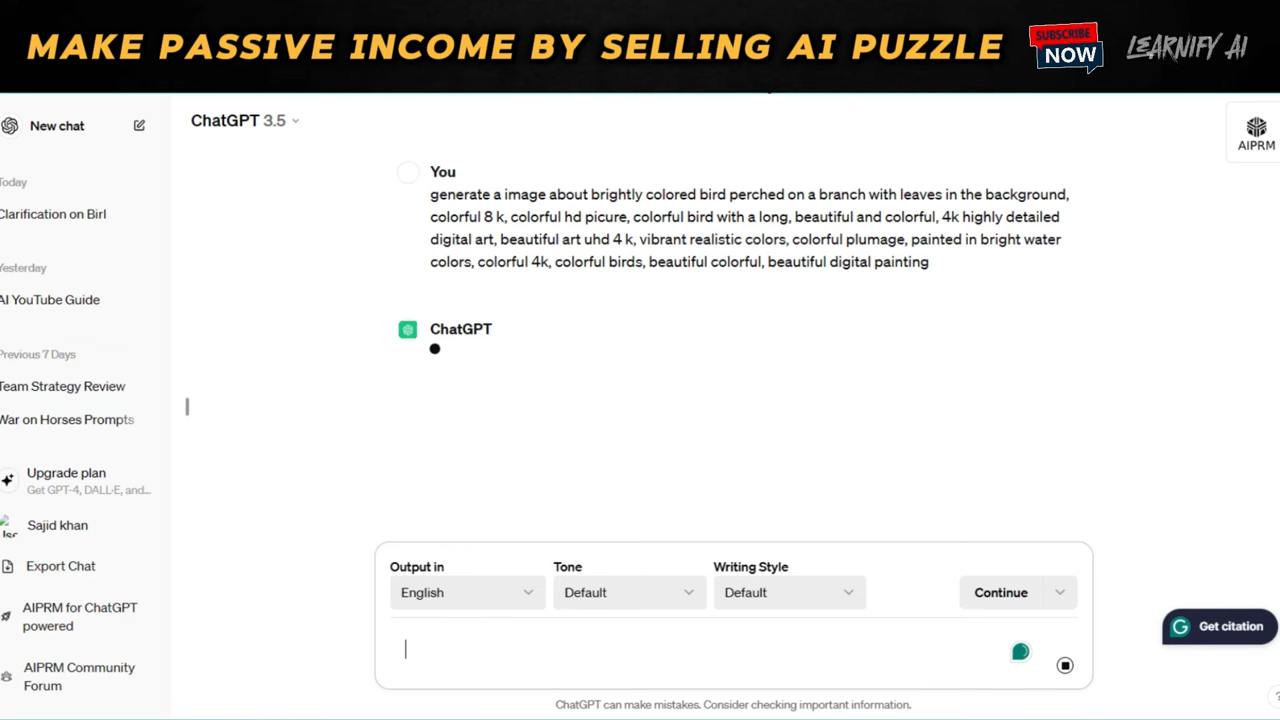 MAKE PASSIVE INCOME BY SELLING AI PUZZLE
SUBSCRIBE
NOW
LEARNIFY AI
New chat
ChatGPT 3.5
AIPRM
Today
Clarification on Birl
Yesterday
AI YouTube Guide
Previous 7 Days
Team Strategy Review
War on Horses Prompts
Upgrade plan
Get GPT-4, DALL·E, and...
Sajid khan
Export Chat
AIPRM for ChatGPT
powered
AIPRM Community
Forum
You
generate a image about brightly colored bird perched on a branch with leaves in the background,
colorful 8 k, colorful hd picure, colorful bird with a long, beautiful and colorful, 4k highly detailed
digital art, beautiful art uhd 4 k, vibrant realistic colors, colorful plumage, painted in bright water
colors, colorful 4k, colorful birds, beautiful colorful, beautiful digital painting
ChatGPT
Output in
Tone
Writing Style
English
Default
Default
Continue
Get citation
ChatGPT can make mistakes. Consider checking important information.
?